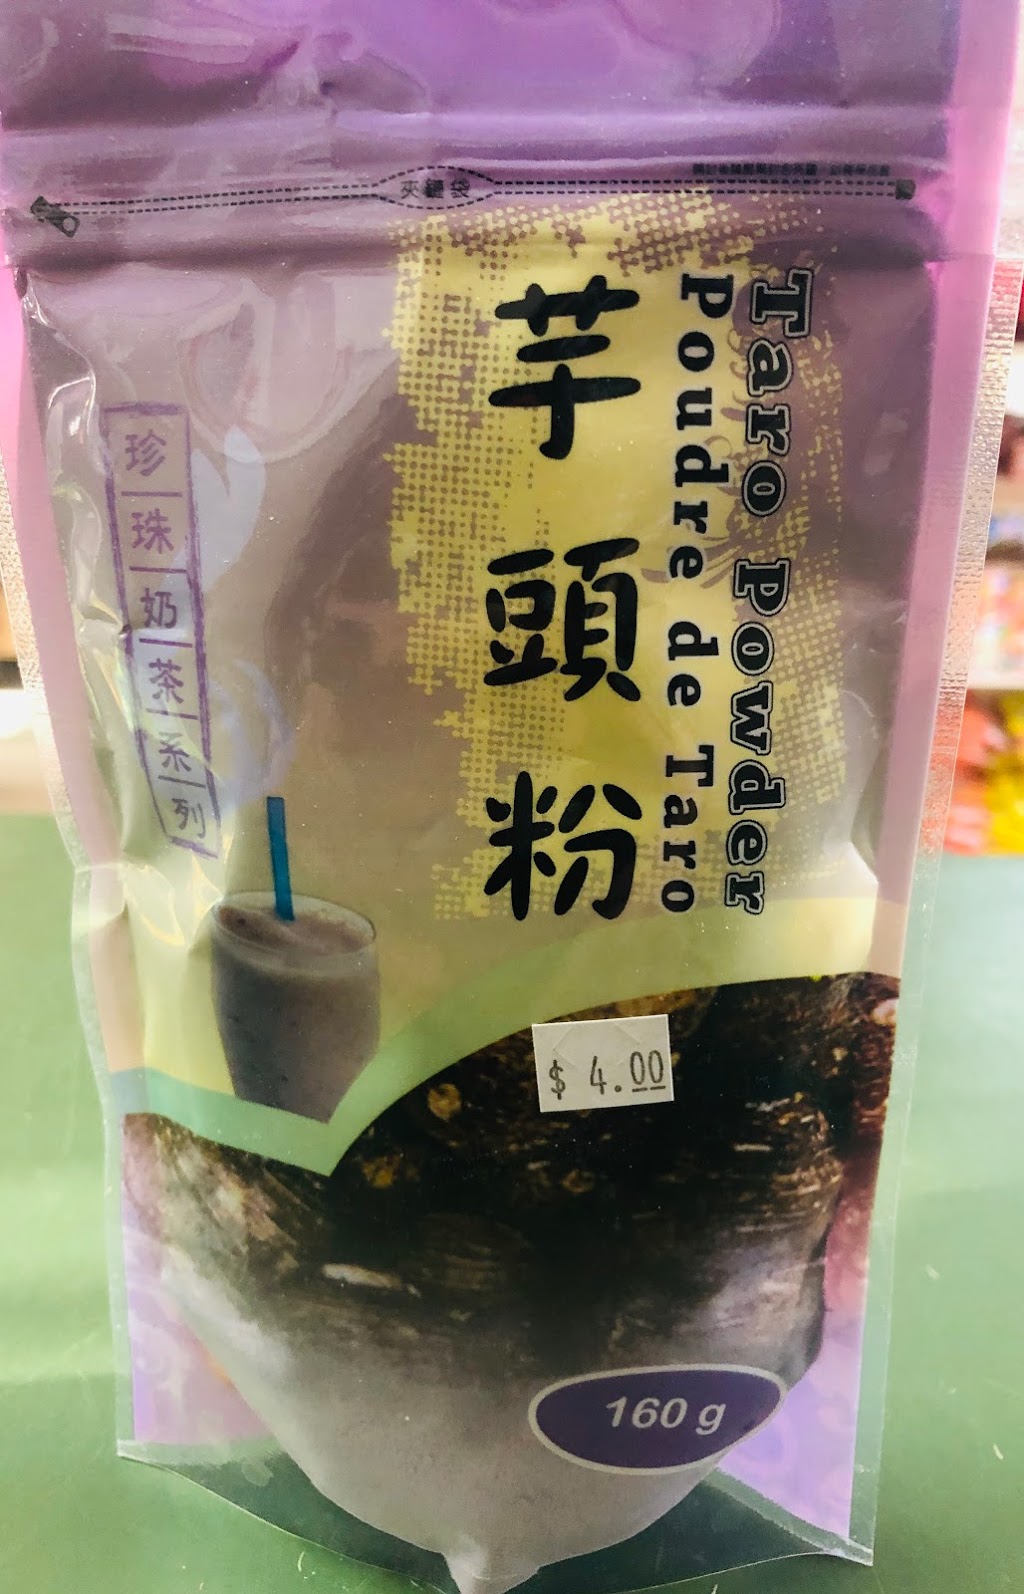 夾鏈袋
Taro Powder
Poudre de Taro
芋頭粉
珍珠奶茶系列
$ 4.00
160 g